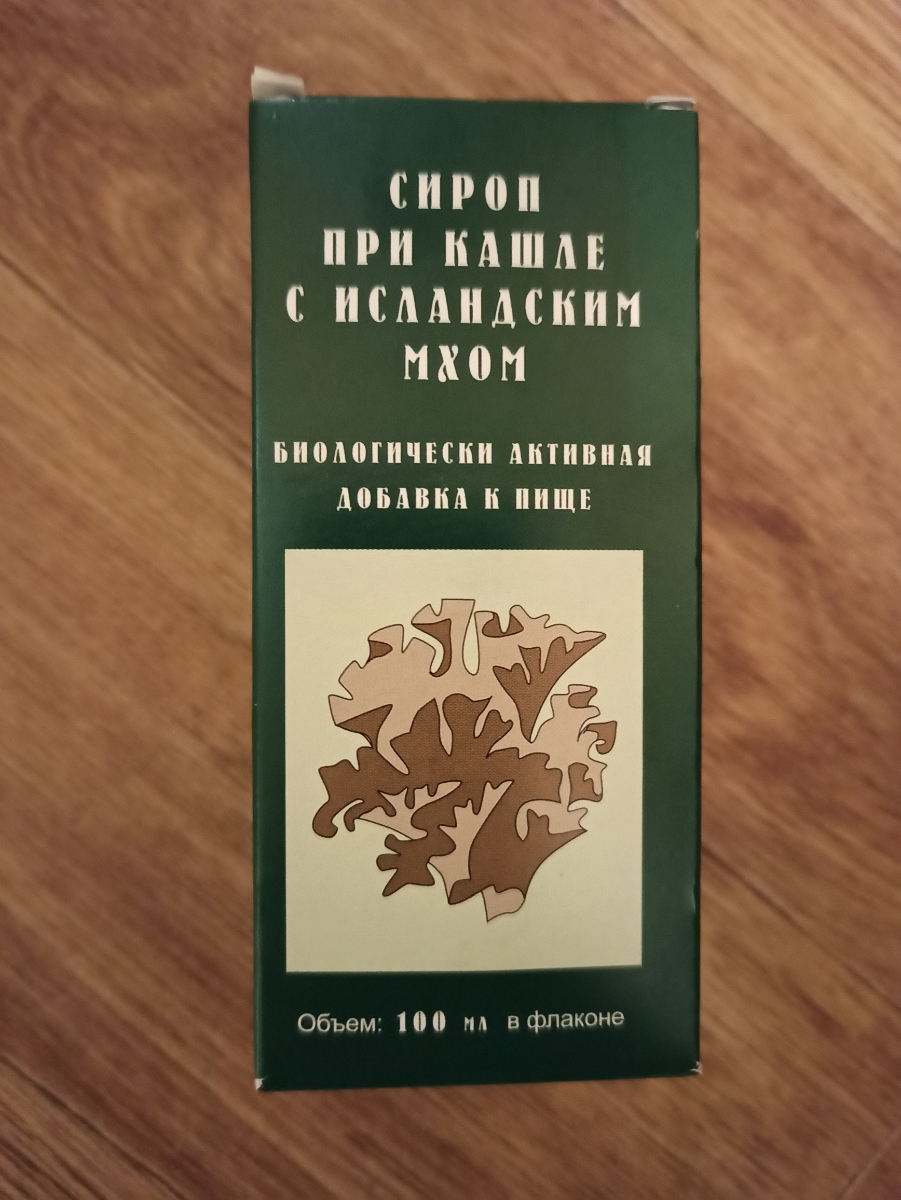 СИРОП
ПРИ КАШЛЕ
С ИСЛАНДСКИМ
МХОМ
БИОЛОГИЧЕСКИ АКТИВНАЯ
ДОБАВКА К ПИЩЕ
Объем: 100 мл в флаконе